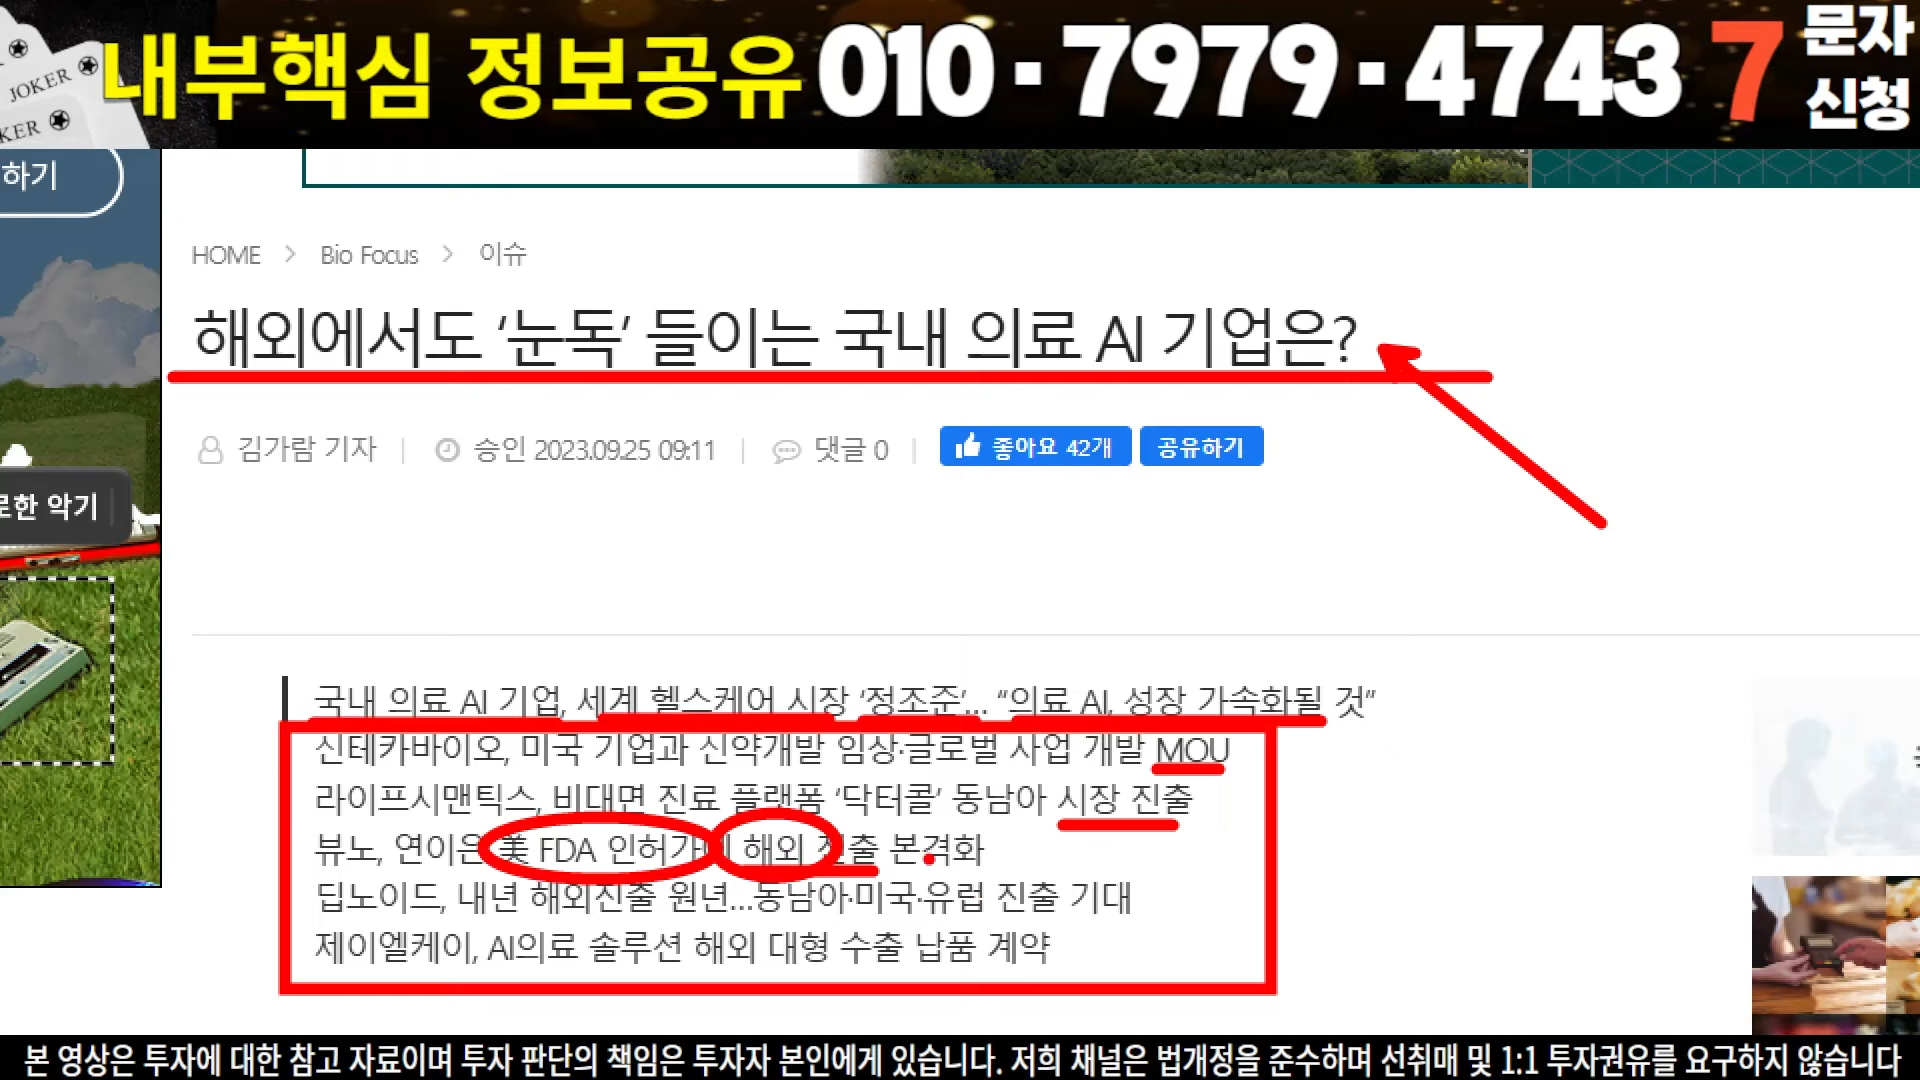 JOKER
KER
내부핵심 정보공유 010·7979·4743 7 문자
신청
하기
HOME > Bio Focus > 이슈
해외에서도 '눈독' 들이는 국내 의료 AI 기업은?
김가람 기자 | 승인 2023.09.25 09:11 | 댓글 0 | 좋아요 42개 공유하기
로한 악기
국내 의료 AI 기업, 세계 헬스케어 시장 '정조준'... “의료 AI, 성장 가속화될 것”
신테카바이오, 미국 기업과 신약개발 임상·글로벌 사업 개발 MOU
라이프시맨틱스, 비대면 진료 플랫폼 '닥터콜' 동남아 시장 진출
뷰노, 연이은 美 FDA 인허가 해외 진출 본격화
딥노이드, 내년 해외진출 원년...동남아·미국·유럽 진출 기대
제이엘케이, AI의료 솔루션 해외 대형 수출 납품 계약
본 영상은 투자에 대한 참고 자료이며 투자 판단의 책임은 투자자 본인에게 있습니다. 저희 채널은 법개정을 준수하며 선취매 및 1:1 투자권유를 요구하지 않습니다